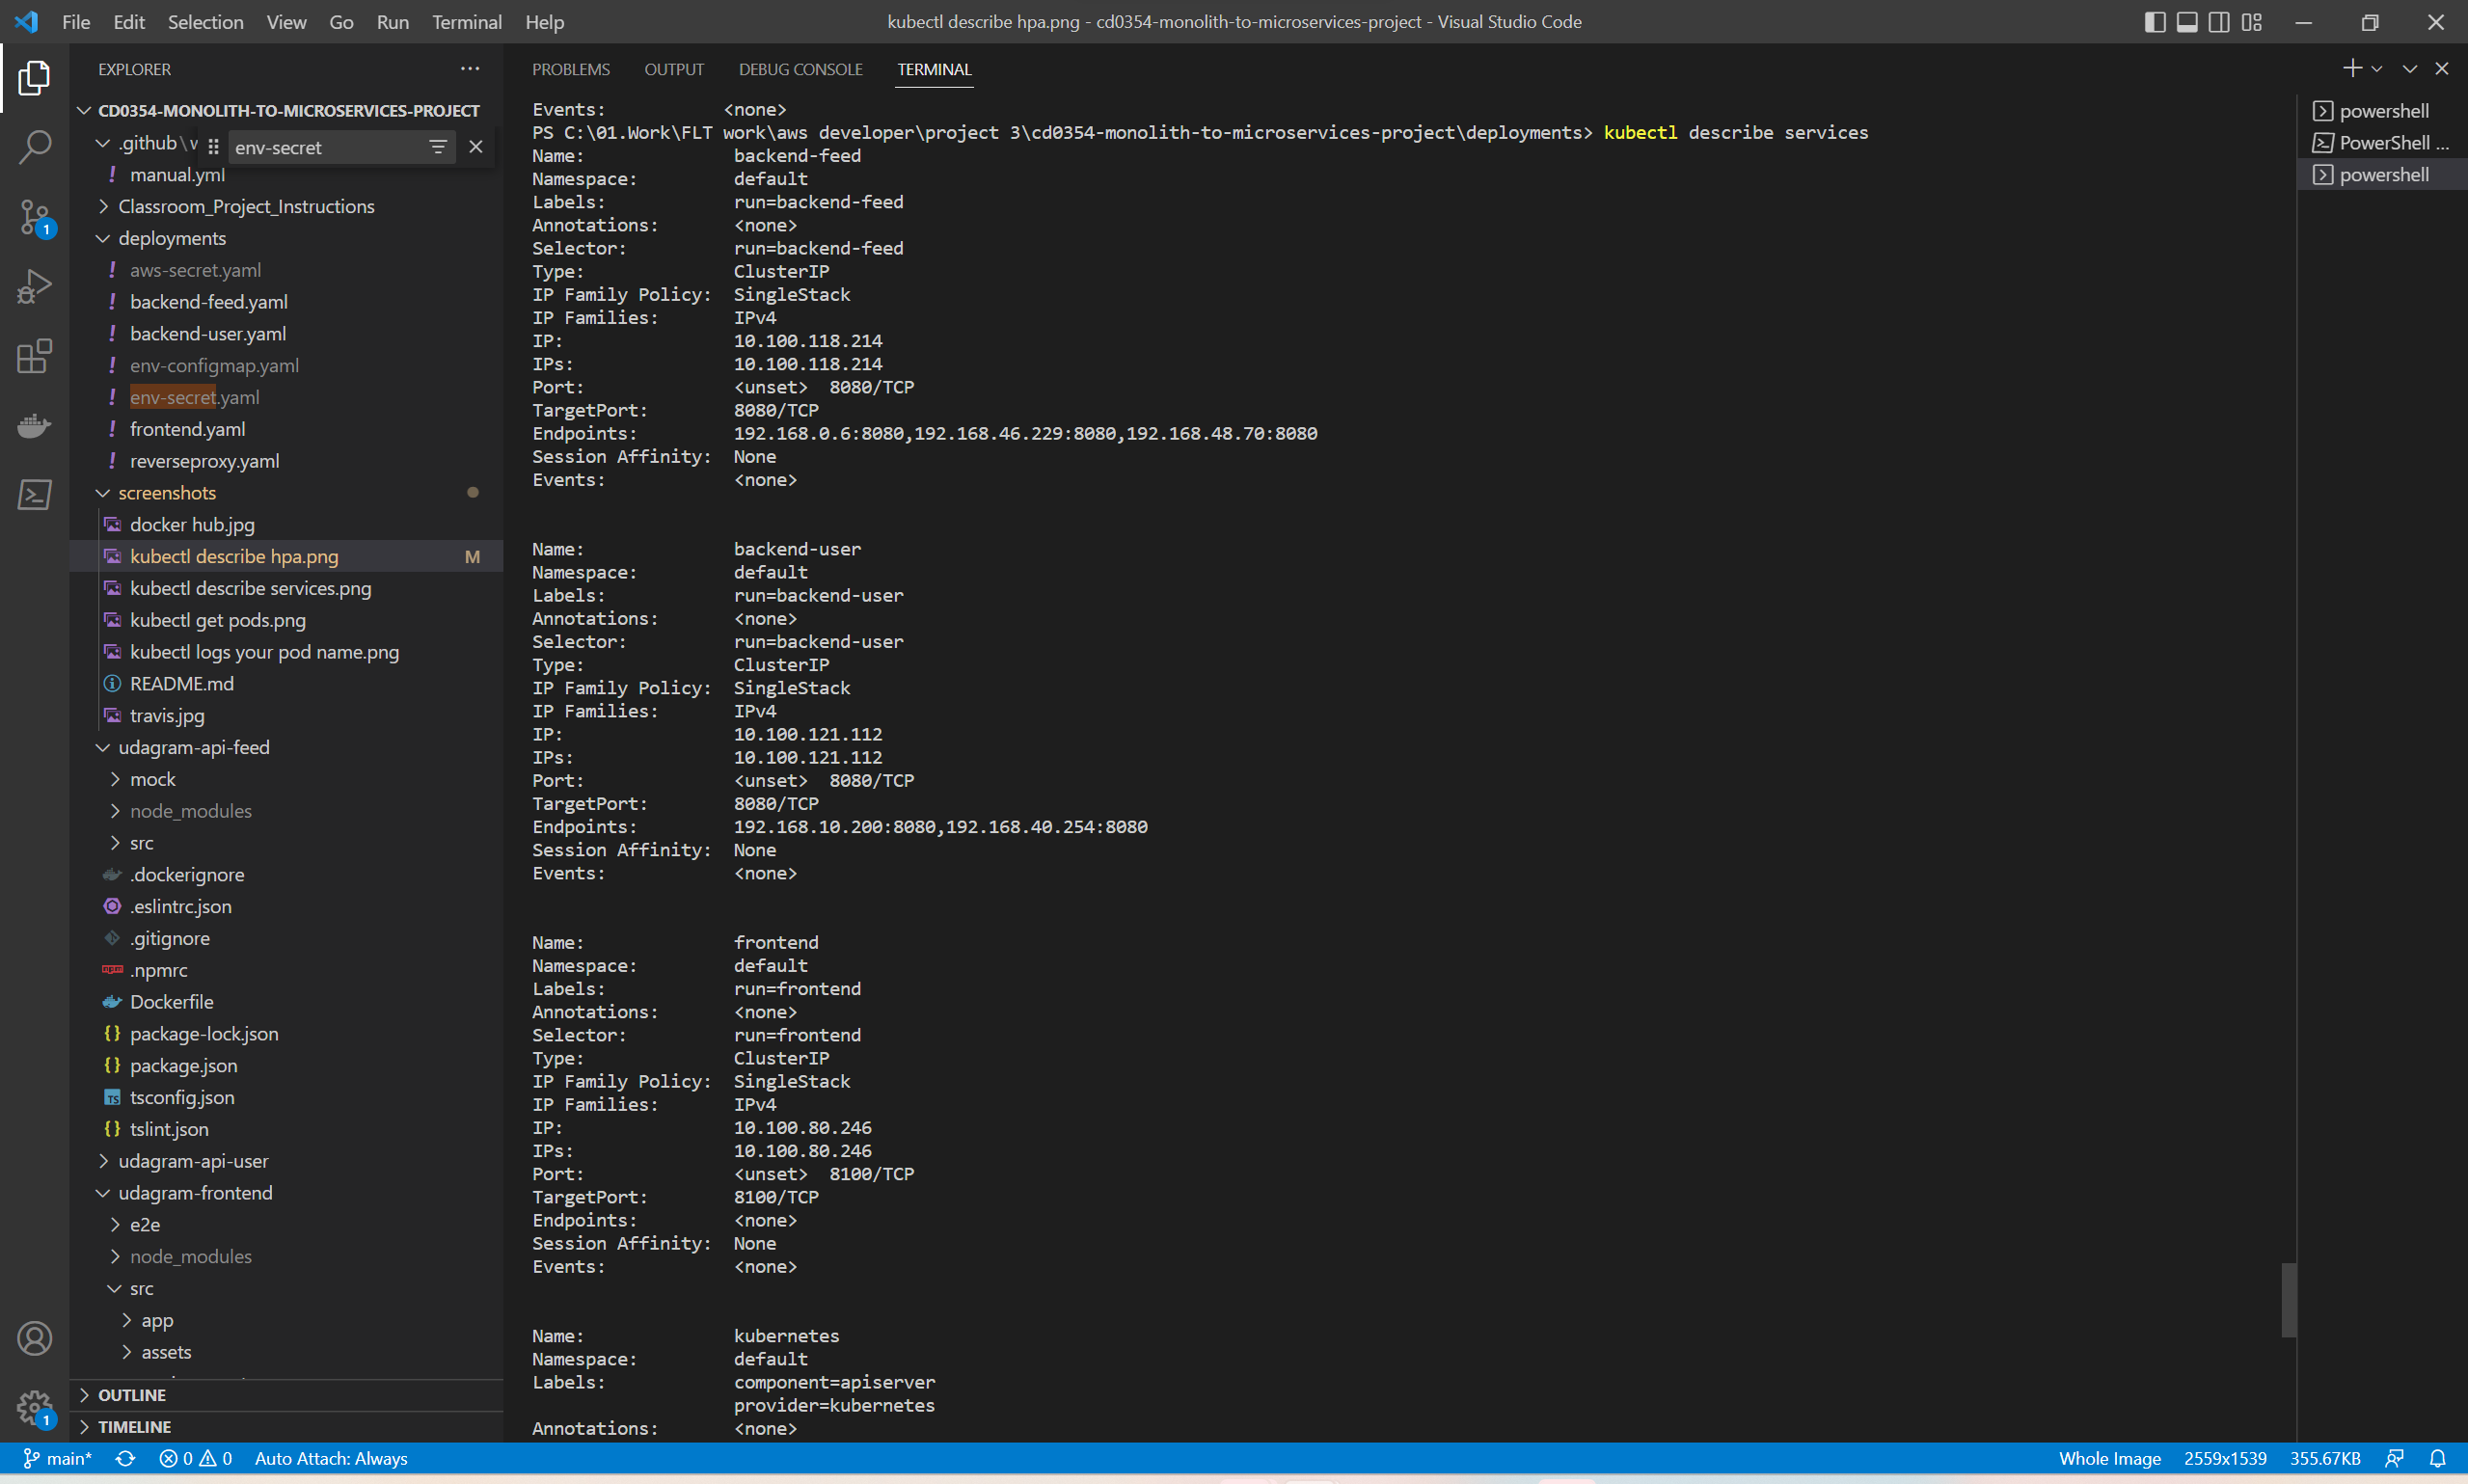 File Edit Selection View Go Run Terminal Help
kubectl describe hpa.png - cd0354-monolith-to-microservices-project - Visual Studio Code
EXPLORER
CD0354-MONOLITH-TO-MICROSERVICES-PROJECT
.github\
env-secret
manual.yml
Classroom_Project_Instructions
deployments
aws-secret.yaml
backend-feed.yaml
backend-user.yaml
env-configmap.yaml
env-secret.yaml
frontend.yaml
reverseproxy.yaml
screenshots
docker hub.jpg
kubectl describe hpa.png M
kubectl describe services.png
kubectl get pods.png
kubectl logs your pod name.png
README.md
travis.jpg
udagram-api-feed
mock
node_modules
src
.dockerignore
.eslintrc.json
.gitignore
.npmrc
Dockerfile
package-lock.json
package.json
tsconfig.json
tslint.json
udagram-api-user
udagram-frontend
e2e
node_modules
src
app
assets
OUTLINE
TIMELINE
1
1
PROBLEMS OUTPUT DEBUG CONSOLE TERMINAL
Events: <none>
PS C:\01.Work\FLT work\aws developer\project 3\cd0354-monolith-to-microservices-project\deployments> kubectl describe services
Name: backend-feed
Namespace: default
Labels: run=backend-feed
Annotations: <none>
Selector: run=backend-feed
Type: ClusterIP
IP Family Policy: SingleStack
IP Families: IPv4
IP: 10.100.118.214
IPs: 10.100.118.214
Port: <unset> 8080/TCP
TargetPort: 8080/TCP
Endpoints: 192.168.0.6:8080,192.168.46.229:8080,192.168.48.70:8080
Session Affinity: None
Events: <none>
Name: backend-user
Namespace: default
Labels: run=backend-user
Annotations: <none>
Selector: run=backend-user
Type: ClusterIP
IP Family Policy: SingleStack
IP Families: IPv4
IP: 10.100.121.112
IPs: 10.100.121.112
Port: <unset> 8080/TCP
TargetPort: 8080/TCP
Endpoints: 192.168.10.200:8080,192.168.40.254:8080
Session Affinity: None
Events: <none>
Name: frontend
Namespace: default
Labels: run=frontend
Annotations: <none>
Selector: run=frontend
Type: ClusterIP
IP Family Policy: SingleStack
IP Families: IPv4
IP: 10.100.80.246
IPs: 10.100.80.246
Port: <unset> 8100/TCP
TargetPort: 8100/TCP
Endpoints: <none>
Session Affinity: None
Events: <none>
Name: kubernetes
Namespace: default
Labels: component=apiserver
provider=kubernetes
Annotations: <none>
powershell
PowerShell ...
powershell
main* 0 0 Auto Attach: Always
Whole Image 2559x1539 355.67KB